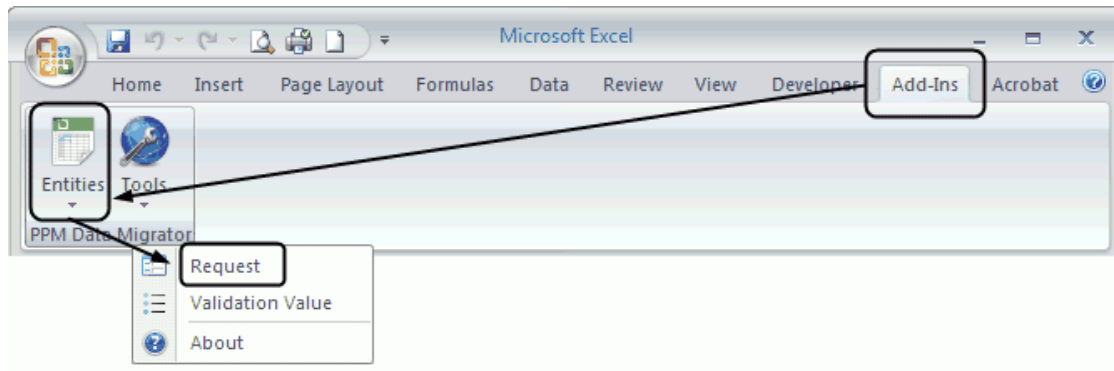 Microsoft Excel
Home Insert Page Layout Formulas Data Review View Developer Add-Ins Acrobat
Entities Tools
PPM Data Migrator
Request
Validation Value
About